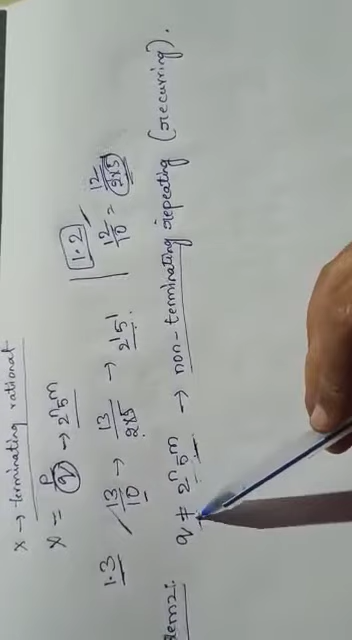 x → terminating rational
x = p/q → 2ⁿ5ᵐ
1.2
1.3 13/10 → 13/2×5 → 2¹5¹ 12/10 = 12/2×5
q ≠ 2ⁿ5ᵐ → non-terminating repeating (recurring).